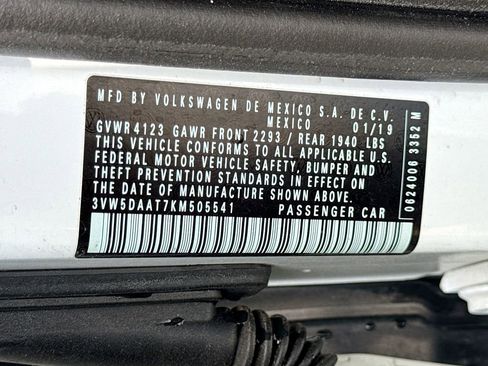 MFD BY VOLKSWAGEN DE MEXICO S.A. DE C.V.
MEXICO 01/19
GVWR 4123 GAWR FRONT 2293 / REAR 1940 LBS
THIS VEHICLE CONFORMS TO ALL APPLICABLE U.S.
FEDERAL MOTOR VEHICLE SAFETY, BUMPER AND
THEFT PREVENTION STANDARDS IN EFFECT ON
THE DATE OF MANUFACTURE SHOWN ABOVE.
3VW5DAAT7KM505541 PASSENGER CAR
0624006 3352 M